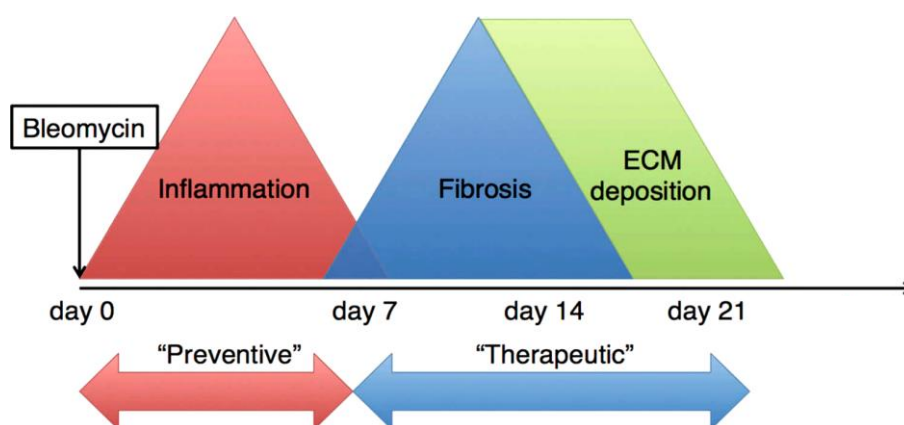 Bleomycin
Inflammation
Fibrosis
ECM
deposition
day 0
day 7
day 14
day 21
“Preventive”
“Therapeutic”